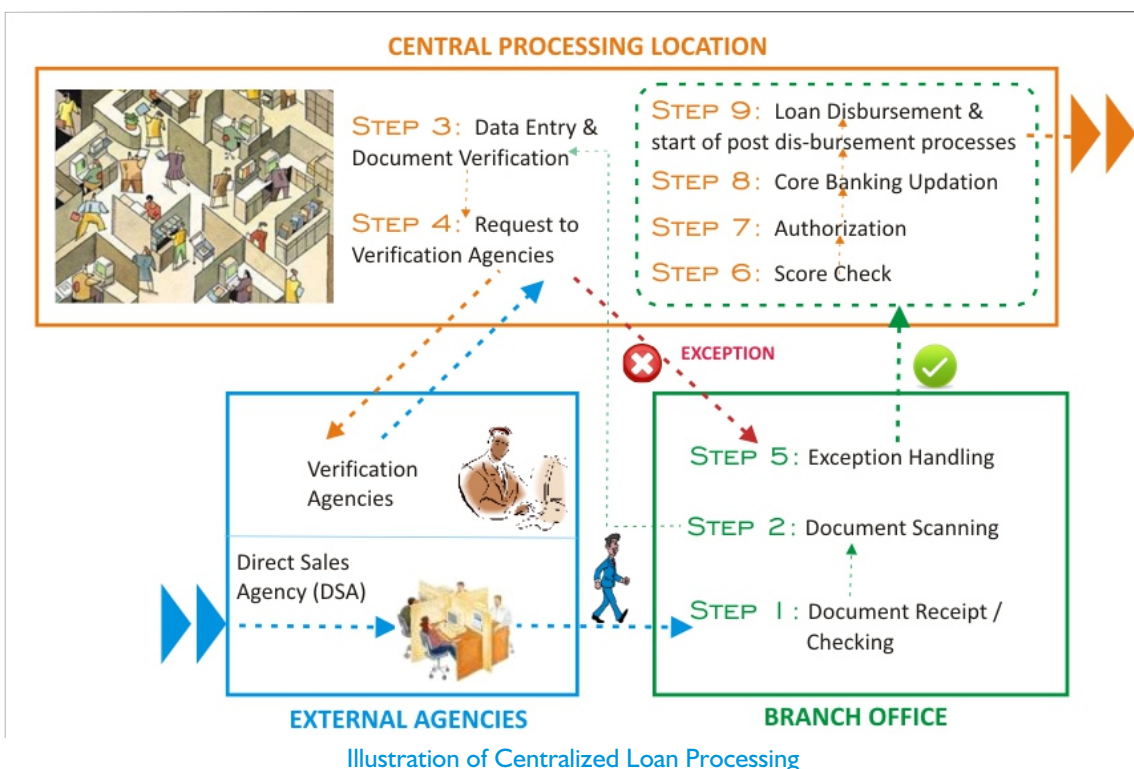 CENTRAL PROCESSING LOCATION
STEP 3: Data Entry &
Document Verification
STEP 4: Request to
Verification Agencies
STEP 9: Loan Disbursement &
start of post dis-bursement processes
STEP 8: Core Banking Updation
STEP 7: Authorization
STEP 6: Score Check
EXCEPTION
Verification
Agencies
Direct Sales
Agency (DSA)
EXTERNAL AGENCIES
STEP 5: Exception Handling
STEP 2: Document Scanning
STEP 1: Document Receipt /
Checking
BRANCH OFFICE
Illustration of Centralized Loan Processing